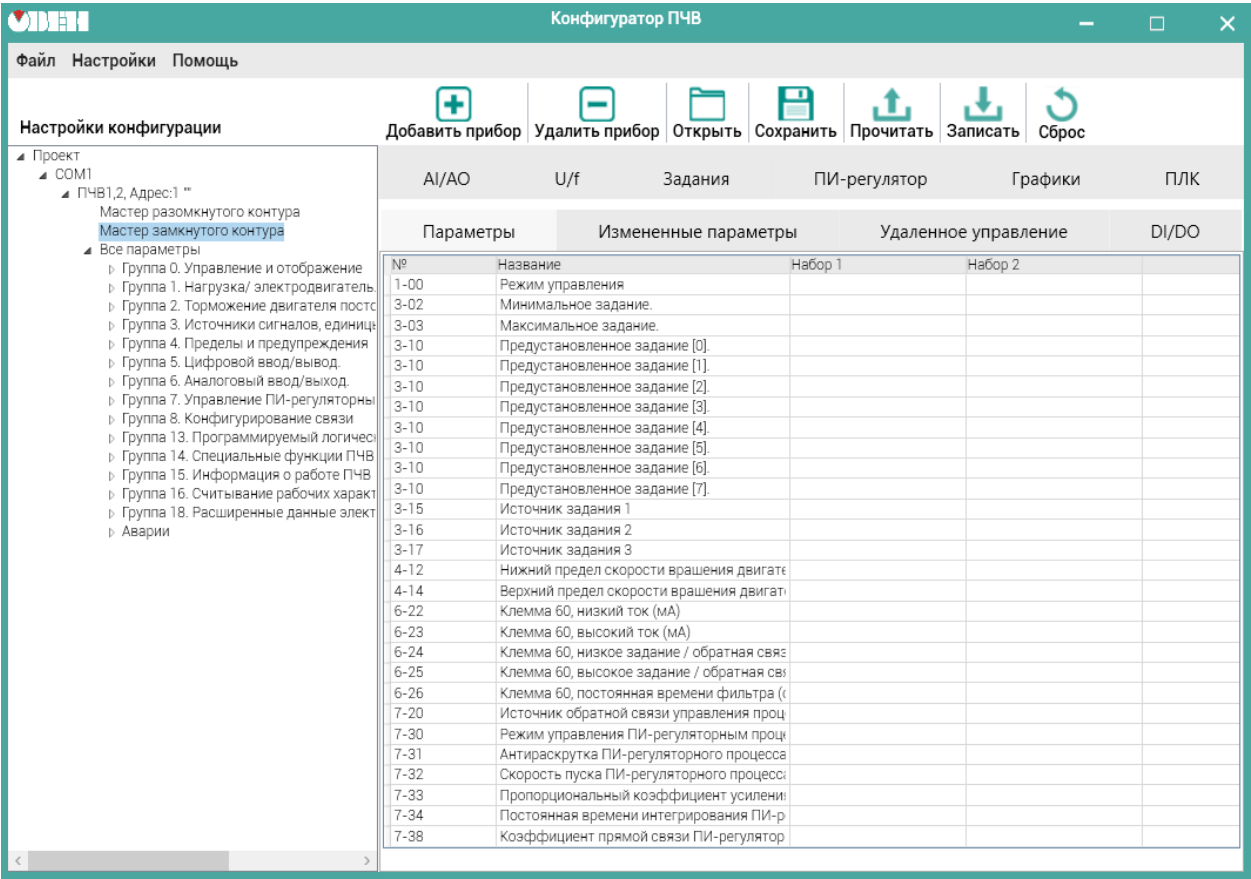 ОВЕН
Конфигуратор ПЧВ
Файл Настройки Помощь
Настройки конфигурации
Добавить прибор Удалить прибор Открыть Сохранить Прочитать Записать Сброс
Проект
COM1
ПЧВ1,2, Адрес:1 ""
Мастер разомкнутого контура
Мастер замкнутого контура
Все параметры
Группа 0. Управление и отображение
Группа 1. Нагрузка/ электродвигатель.
Группа 2. Торможение двигателя постс
Группа 3. Источники сигналов, единиць
Группа 4. Пределы и предупреждения
Группа 5. Цифровой ввод/вывод.
Группа 6. Аналоговый ввод/выход.
Группа 7. Управление ПИ-регуляторны
Группа 8. Конфигурирование связи
Группа 13. Программируемый логичес
Группа 14. Специальные функции ПЧВ
Группа 15. Информация о работе ПЧВ
Группа 16. Считывание рабочих характ
Группа 18. Расширенные данные элект
Аварии
AI/AO U/f Задания ПИ-регулятор Графики ПЛК
Параметры Измененные параметры Удаленное управление DI/DO
№ Название Набор 1 Набор 2
1-00 Режим управления
3-02 Минимальное задание.
3-03 Максимальное задание.
3-10 Предустановленное задание [0].
3-10 Предустановленное задание [1].
3-10 Предустановленное задание [2].
3-10 Предустановленное задание [3].
3-10 Предустановленное задание [4].
3-10 Предустановленное задание [5].
3-10 Предустановленное задание [6].
3-10 Предустановленное задание [7].
3-15 Источник задания 1
3-16 Источник задания 2
3-17 Источник задания 3
4-12 Нижний предел скорости врашения двигате
4-14 Верхний предел скорости врашения двигат
6-22 Клемма 60, низкий ток (мА)
6-23 Клемма 60, высокий ток (мА)
6-24 Клемма 60, низкое задание / обратная связ
6-25 Клемма 60, высокое задание / обратная свя
6-26 Клемма 60, постоянная времени фильтра (с
7-20 Источник обратной связи управления проц
7-30 Режим управления ПИ-регуляторным проце
7-31 Антираскрутка ПИ-регуляторного процесса
7-32 Скорость пуска ПИ-регуляторного процесса
7-33 Пропорциональный коэффициент усилени
7-34 Постоянная времени интегрирования ПИ-р
7-38 Коэффициент прямой связи ПИ-регулятор